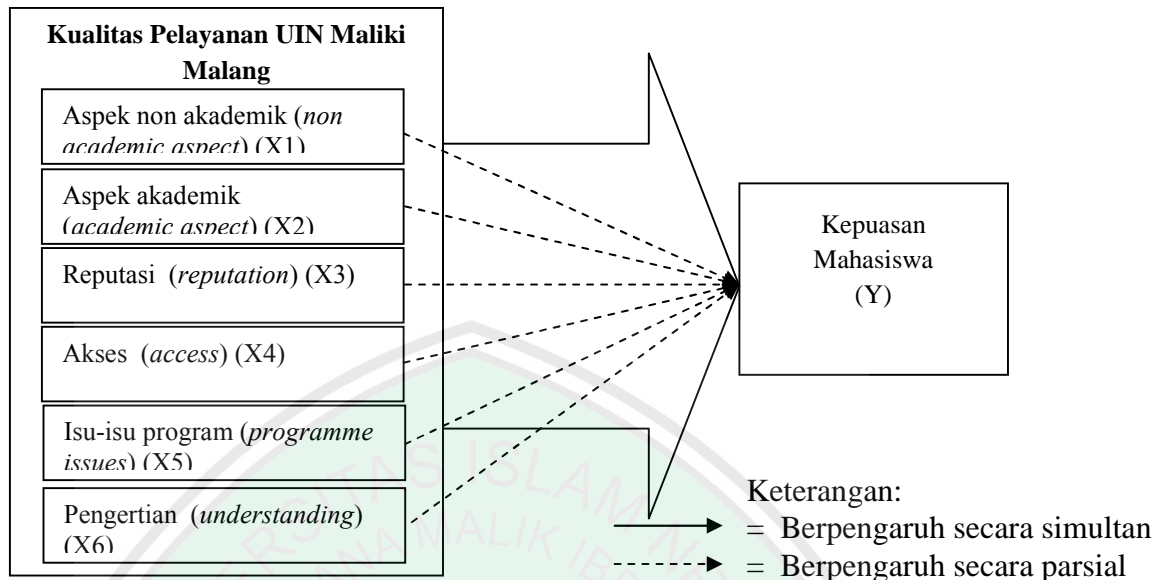 Kualitas Pelayanan UIN Maliki
Malang
Aspek non akademik (non
academic aspect) (X1)
Aspek akademik
(academic aspect) (X2)
Reputasi (reputation) (X3)
Akses (access) (X4)
Isu-isu program (programme
issues) (X5)
Pengertian (understanding)
(X6)
Kepuasan
Mahasiswa
(Y)
Keterangan:
= Berpengaruh secara simultan
= Berpengaruh secara parsial